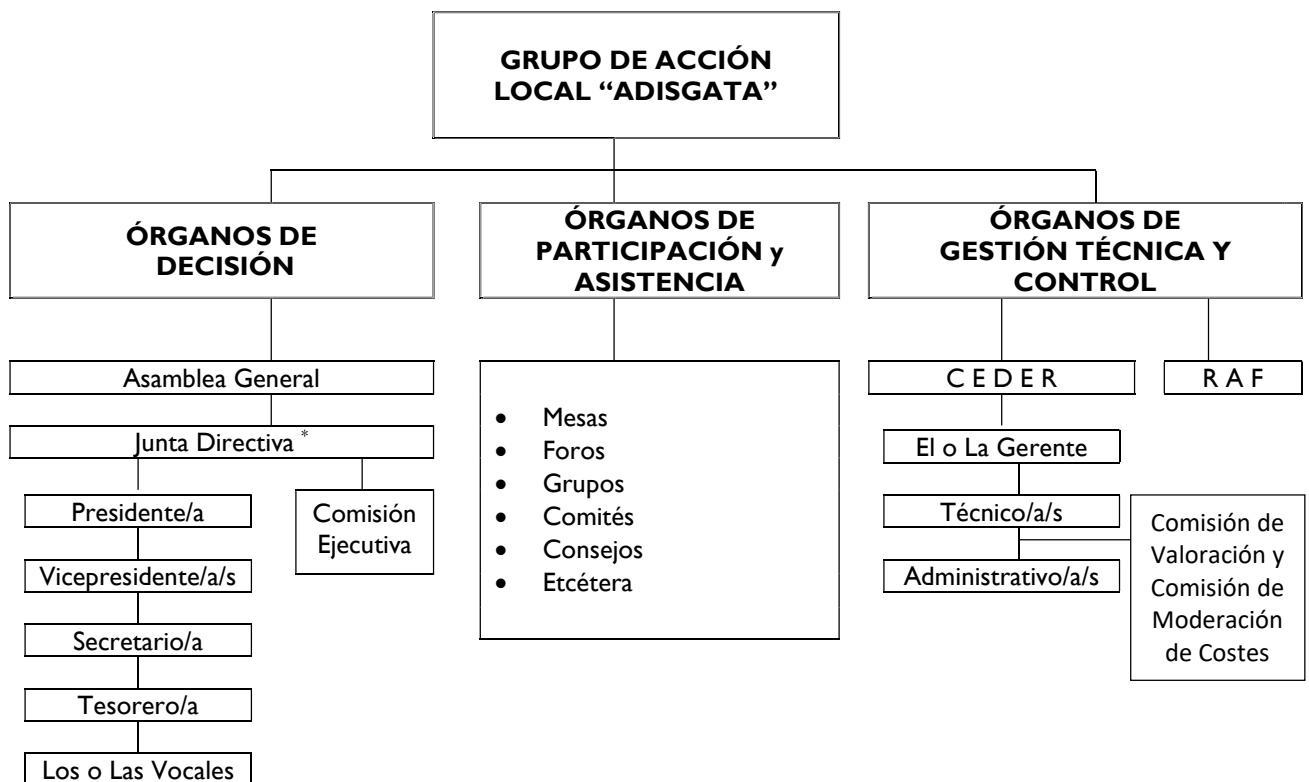 GRUPO DE ACCIÓN
LOCAL “ADISGATA”
ÓRGANOS DE
DECISIÓN
ÓRGANOS DE
PARTICIPACIÓN y
ASISTENCIA
ÓRGANOS DE
GESTIÓN TÉCNICA Y
CONTROL
Asamblea General
Junta Directiva *
Presidente/a
Vicepresidente/a/s
Secretario/a
Tesorero/a
Los o Las Vocales
Comisión
Ejecutiva
• Mesas
• Foros
• Grupos
• Comités
• Consejos
• Etcétera
C E D E R
El o La Gerente
Técnico/a/s
Administrativo/a/s
Comisión de
Valoración y
Comisión de
Moderación
de Costes
R A F